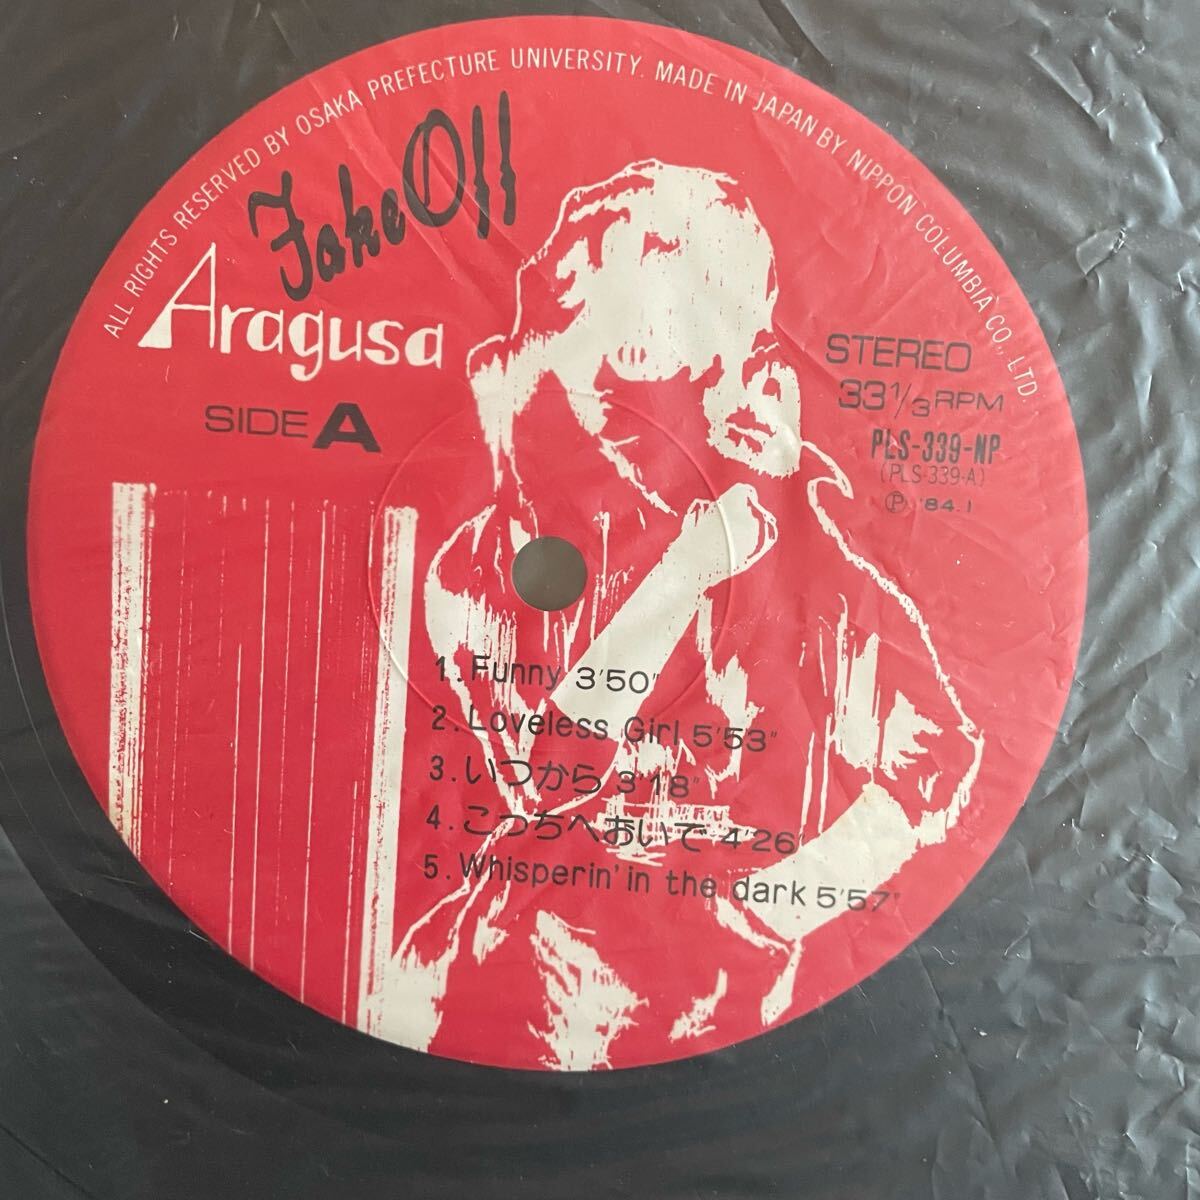 ALL RIGHTS RESERVED BY OSAKA PREFECTURE UNIVERSITY. MADE IN JAPAN BY NIPPON COLUMBIA CO., LTD
Take Off
Aragusa
SIDE A
STEREO
33 1/3 RPM
PLS-339-NP
(PLS-339-A)
Ⓟ '84.1
1. Funny 3'50"
2. Loveless Girl 5'53"
3. いつから 3'18"
4. こっちへおいで 4'26"
5. Whisperin' in the dark 5'57"